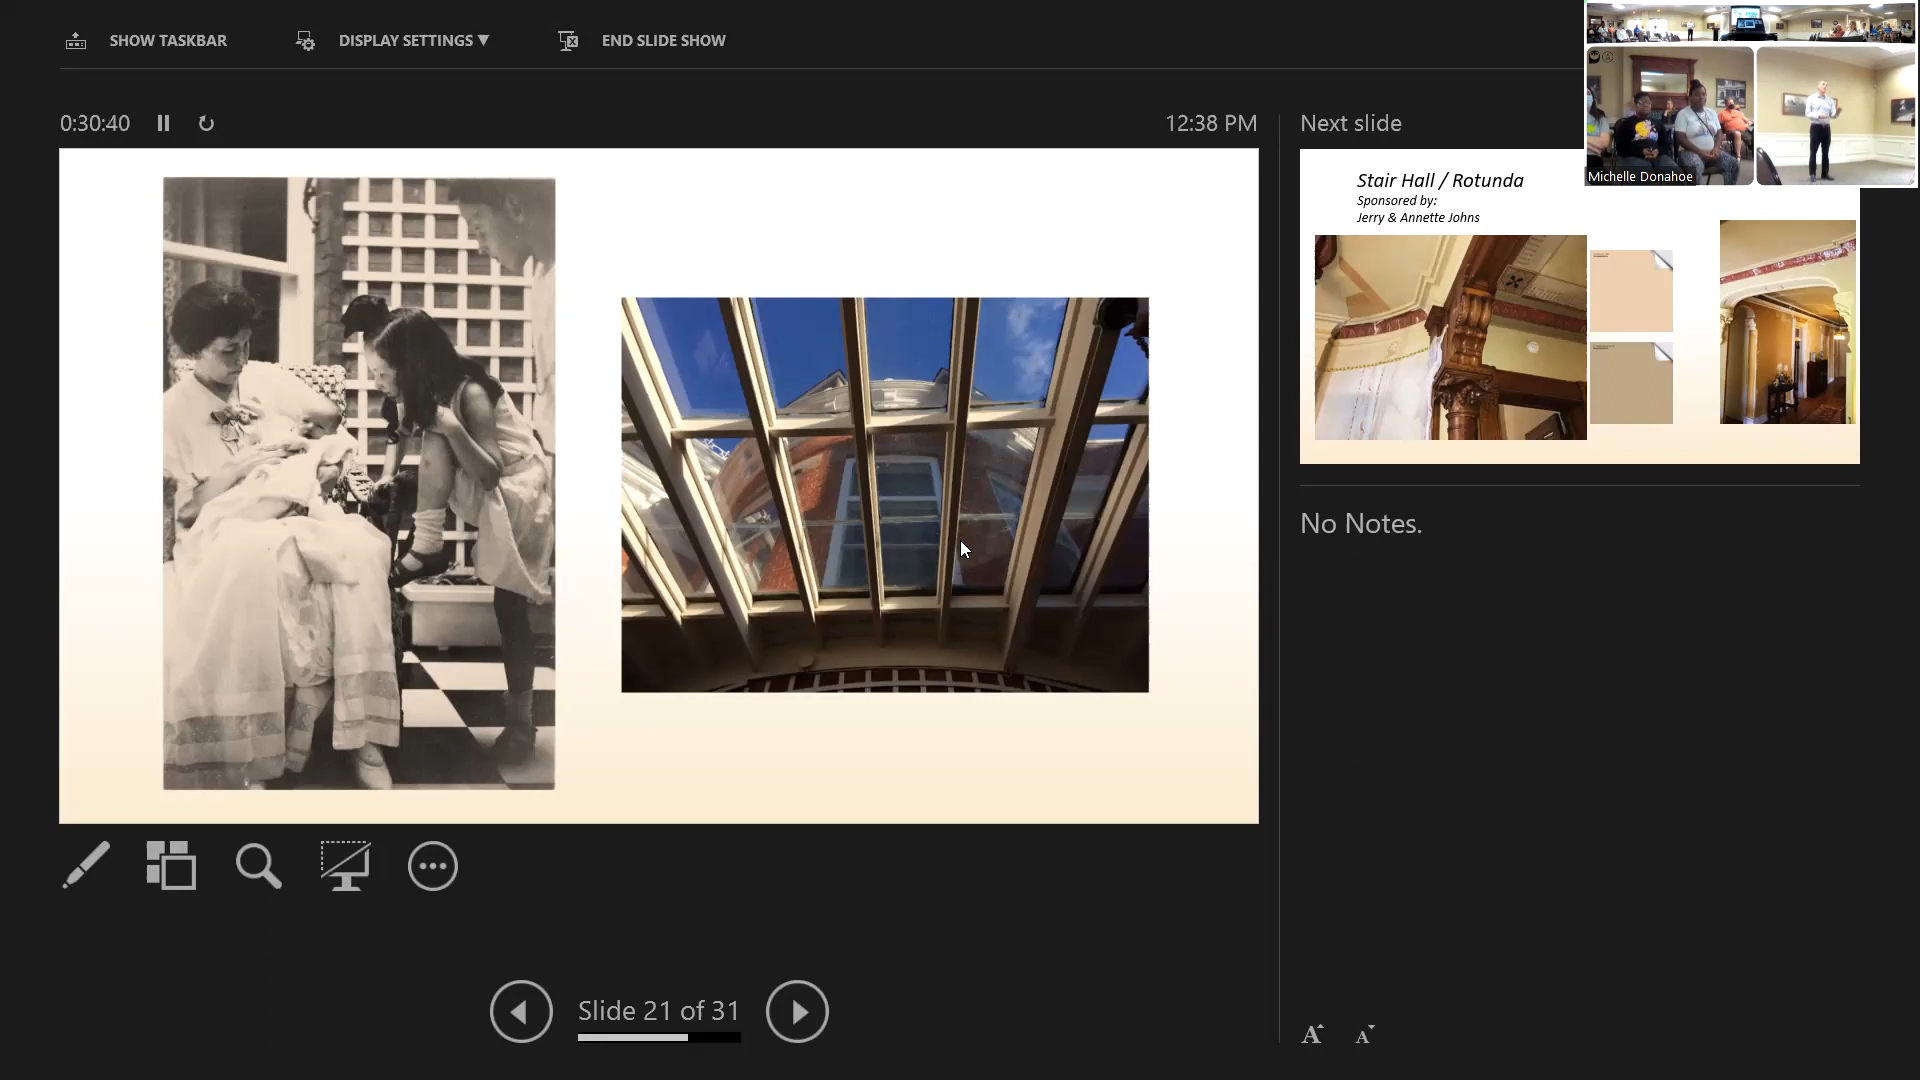 SHOW TASKBAR
DISPLAY SETTINGS ▼
END SLIDE SHOW
0:30:40
12:38 PM
Next slide
Michelle Donahoe
Stair Hall / Rotunda
Sponsored by:
Jerry & Annette Johns
No Notes.
Slide 21 of 31
A A